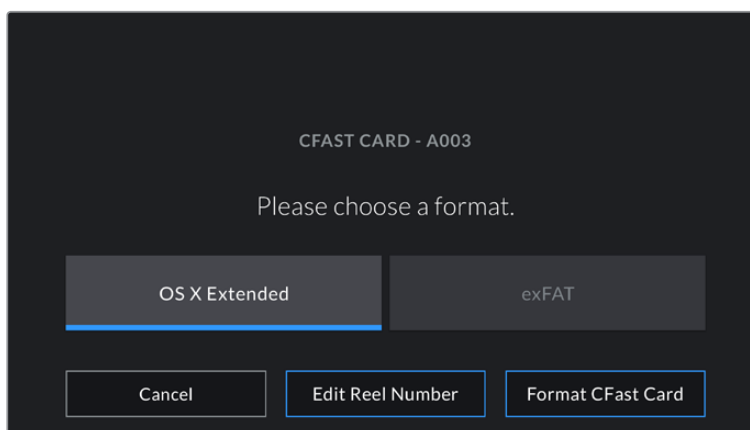 CFAST CARD - A003
Please choose a format.
OS X Extended
exFAT
Cancel
Edit Reel Number
Format CFast Card